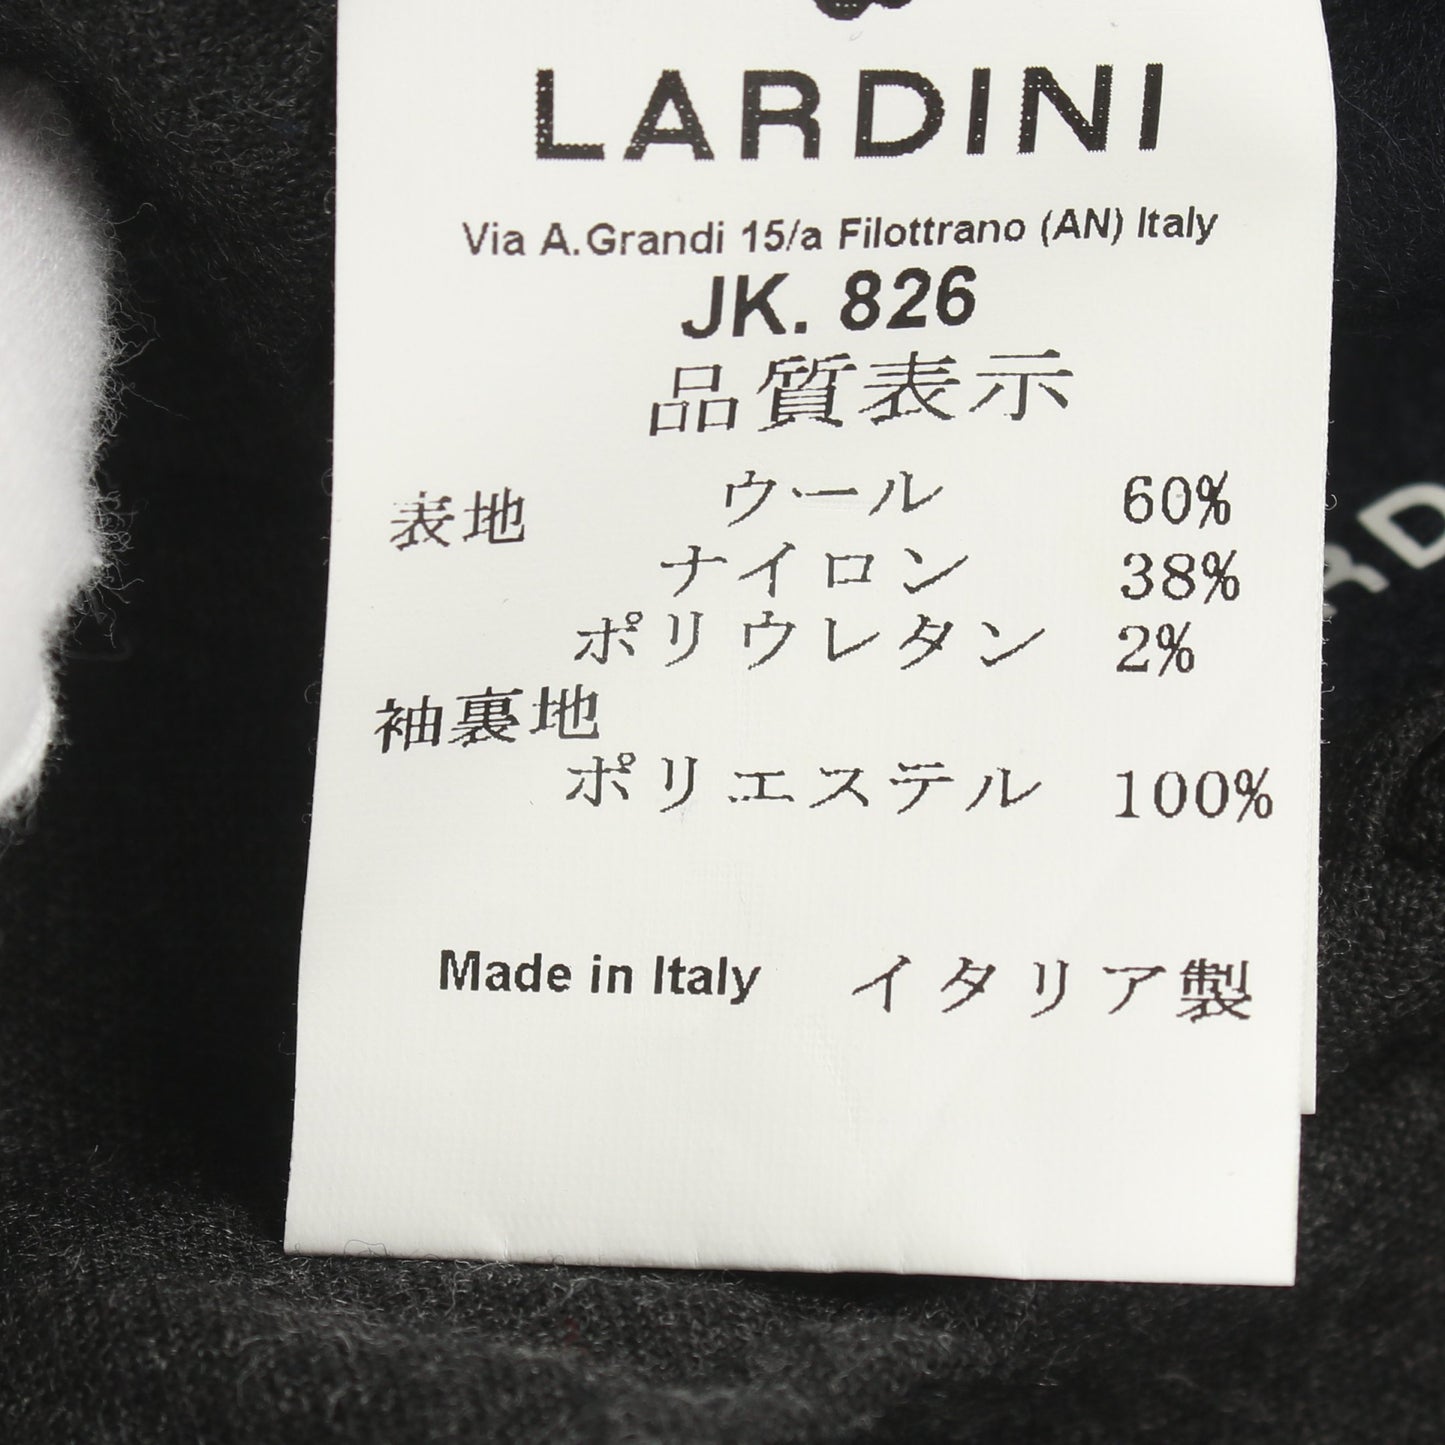 LARDINI
Via A.Grandi 15/a Filottrano (AN) Italy
JK. 826
品質表示
表地 ウール 60%
ナイロン 38%
ポリウレタン 2%
袖裏地
ポリエステル 100%
Made in Italy イタリア製
RD